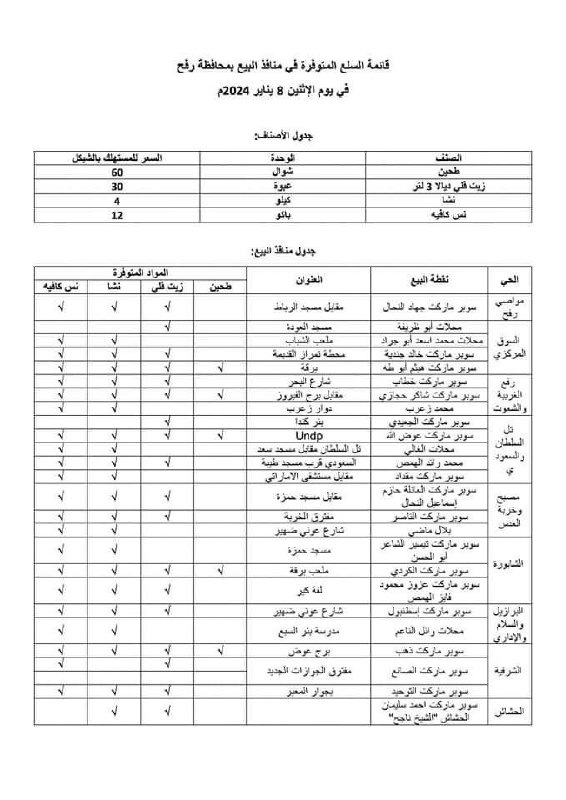 قائمة السلع المتوفرة في منافذ البيع بمحافظة رفح
في يوم الإثنين 8 يناير 2024م
جدول الأصناف:
الصنف الوحدة السعر للمستهلك بالشيكل
طحين شوال 60
زيت قلي ديالا 3 لتر عبوة 30
نشا كيلو 4
نس كافيه باكو 12
جدول منافذ البيع:
الحي نقطة البيع العنوان المواد المتوفرة
طحين زيت قلي نشا نس كافيه
مواصي رفح سوبر ماركت جهاد النحال مقابل مسجد الرباط √ √ √
السوق المركزي محلات أبو ظريفة مسجد العودة √
محلات محمد اسعد أبو جراد ملعب الشباب √ √
سوبر ماركت خالد جندية محطة تمراز القديمة √ √ √
سوبر ماركت هيثم أبو طه برقة √ √ √ √
رفع الغربية والشعوت سوبر ماركت خطاب شارع البحر √ √ √
سوبر ماركت شاكر حجازي مقابل برج الفيروز √ √ √ √
محمد زعرب دوار زعرب √ √
تل السلطان والسعودي سوبر ماركت الجعيدي بئر كندا √
سوبر ماركت عوض الله Undp √ √ √ √
محلات الغالي تل السلطان مقابل مسجد سعد √ √
محمد رائد الهمص السعودي قرب مسجد طيبة √ √ √
سوبر ماركت مقداد مقابل مستشفى الاماراتي √ √
مصبح وخربة العدس سوبر ماركت العائلة حازم إسماعيل النحال مقابل مسجد حمزة √ √ √
سوبر ماركت الناصر مفترق الخربة √ √ √
بلال ماضي شارع عوني ضهير √ √
الشابورة سوبر ماركت تيسير الشاعر أبو الحسن مسجد حمزة √ √
سوبر ماركت الكردي ملعب برقة √ √ √ √
سوبر ماركت عزوز محمود فايز الهمص لفة كير √ √ √
البرازيل والسلام والإداري سوبر ماركت إسطنبول شارع عوني ضهير √ √ √
محلات وائل الناعم مدرسة بئر السبع √ √
الشرقية سوبر ماركت ذهب برج عوض √ √ √ √
سوبر ماركت الصانع مفترق الجوازات الجديد √ √
سوبر ماركت التوحيد بجوار المعبر √ √ √
الحشاش سوبر ماركت احمد سليمان الحشاش "الشيخ ناجح" √ √